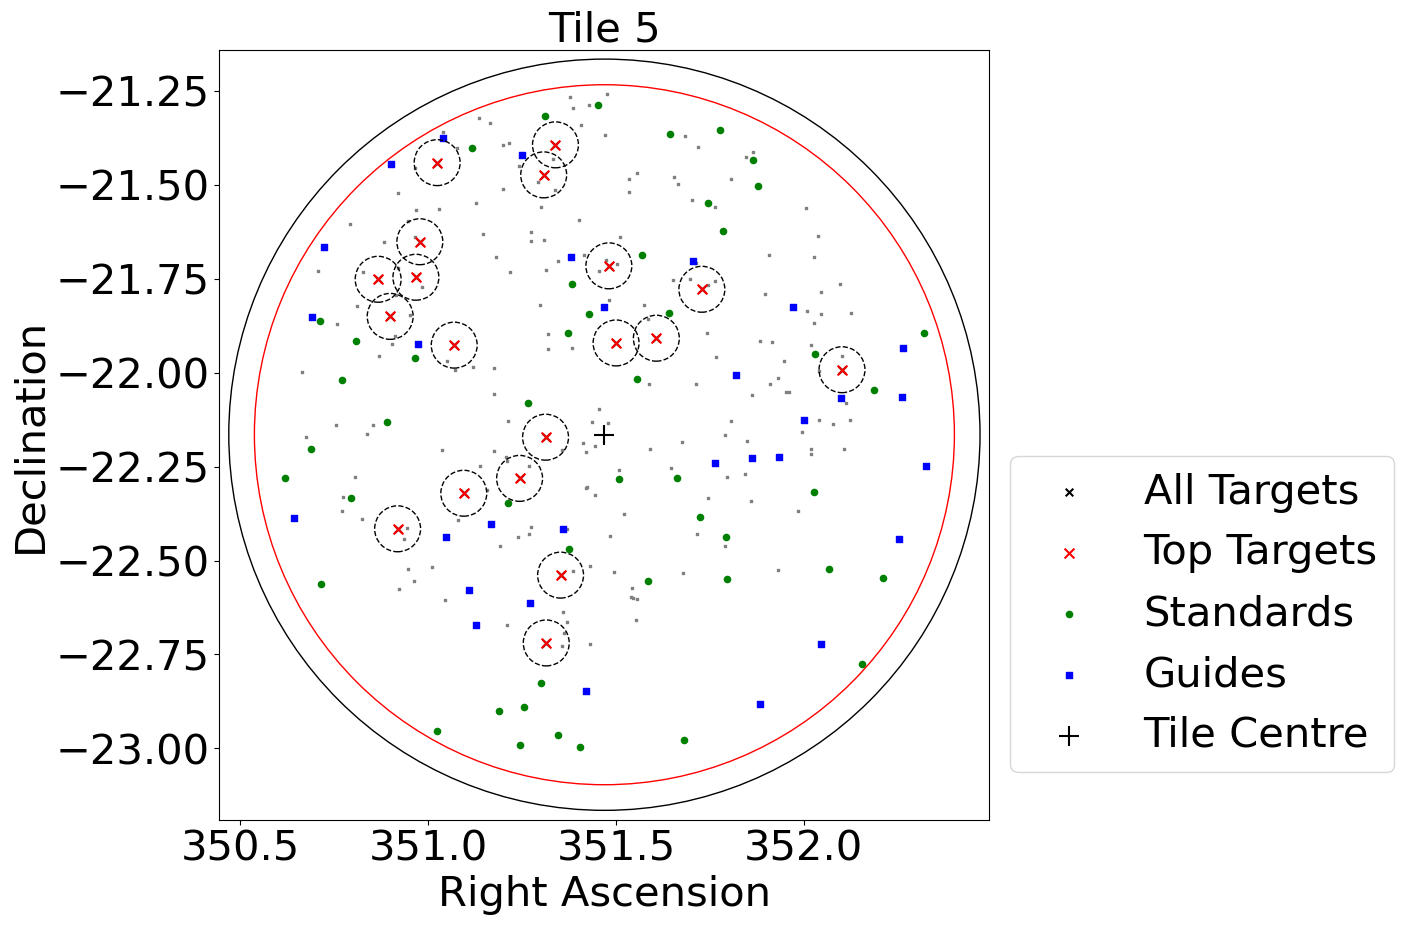 Tile 5
−21.25
−21.50
−21.75
−22.00
−22.25
−22.50
−22.75
−23.00
Declination
350.5 351.0 351.5 352.0
Right Ascension
All Targets
Top Targets
Standards
Guides
Tile Centre